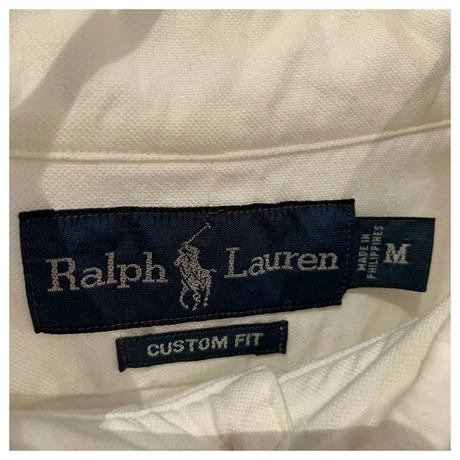 Ralph Lauren
MADE IN
PHILIPPINES
M
CUSTOM FIT